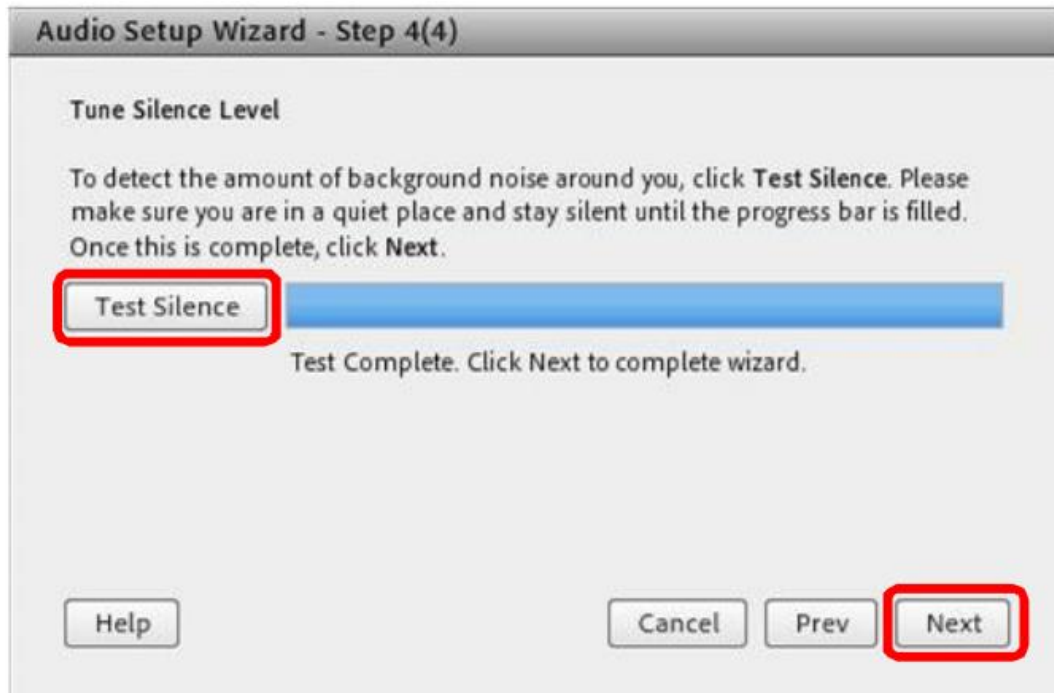 Audio Setup Wizard - Step 4(4)
Tune Silence Level
To detect the amount of background noise around you, click Test Silence. Please
make sure you are in a quiet place and stay silent until the progress bar is filled.
Once this is complete, click Next.
Test Silence
Test Complete. Click Next to complete wizard.
Help
Cancel
Prev
Next